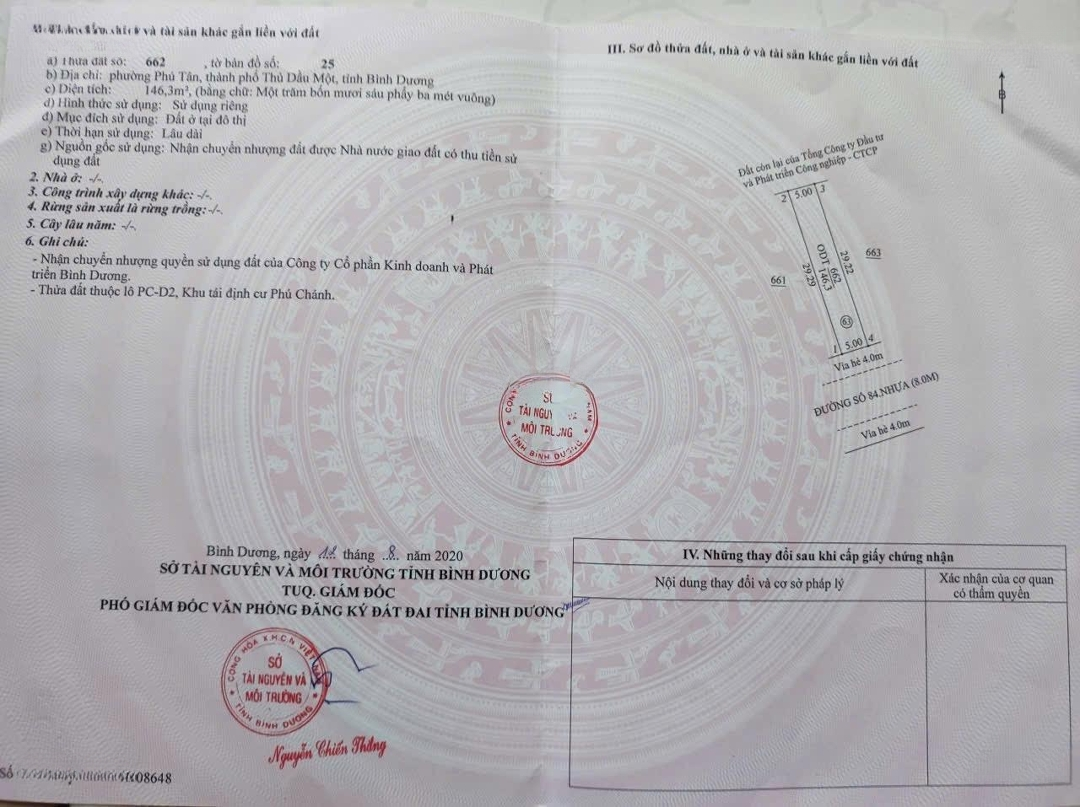 và tài sản khác gắn liền với đất
a) Thửa đất số: 662 , tờ bản đồ số: 25
b) Địa chỉ: phường Phú Tân, thành phố Thủ Dầu Một, tỉnh Bình Dương
c) Diện tích: 146,3m², (bằng chữ: Một trăm bốn mươi sáu phẩy ba mét vuông)
d) Hình thức sử dụng: Sử dụng riêng
đ) Mục đích sử dụng: Đất ở tại đô thị
e) Thời hạn sử dụng: Lâu dài
g) Nguồn gốc sử dụng: Nhận chuyển nhượng đất được Nhà nước giao đất có thu tiền sử
dụng đất
2. Nhà ở: -/-.
3. Công trình xây dựng khác: -/-.
4. Rừng sản xuất là rừng trồng: -/-.
5. Cây lâu năm: -/-.
6. Ghi chú:
- Nhận chuyển nhượng quyền sử dụng đất của Công ty Cổ phần Kinh doanh và Phát
triển Bình Dương.
- Thửa đất thuộc lô PC-D2, Khu tái định cư Phú Chánh.
Bình Dương, ngày tháng 8 năm 2020
SỞ TÀI NGUYÊN VÀ MÔI TRƯỜNG TỈNH BÌNH DƯƠNG
TUQ. GIÁM ĐỐC
PHÓ GIÁM ĐỐC VĂN PHÒNG ĐĂNG KÝ ĐẤT ĐAI TỈNH BÌNH DƯƠNG
CỘNG HÒA X.H.C.N VIỆT NAM
SỞ
TÀI NGUYÊN VÀ
MÔI TRƯỜNG
TỈNH BÌNH DƯƠNG
Nguyễn Chiến Thắng
Số
08648
III. Sơ đồ thửa đất, nhà ở và tài sản khác gắn liền với đất
B
Đất còn lại của Tổng Công ty Đầu tư
và Phát triển Công nghiệp - CTCP
2 5.00 3
663
661
29.29
ODT 662
146,3
29.22
63
1 5.00 4
Vỉa hè 4.0m
ĐƯỜNG SỐ 84,NHỰA (8.0M)
Vỉa hè 4.0m
TÀI NGUY
MÔI TR NG
TỈNH BÌNH DƯƠNG
IV. Những thay đổi sau khi cấp giấy chứng nhận
Nội dung thay đổi và cơ sở pháp lý
Xác nhận của cơ quan
có thẩm quyền